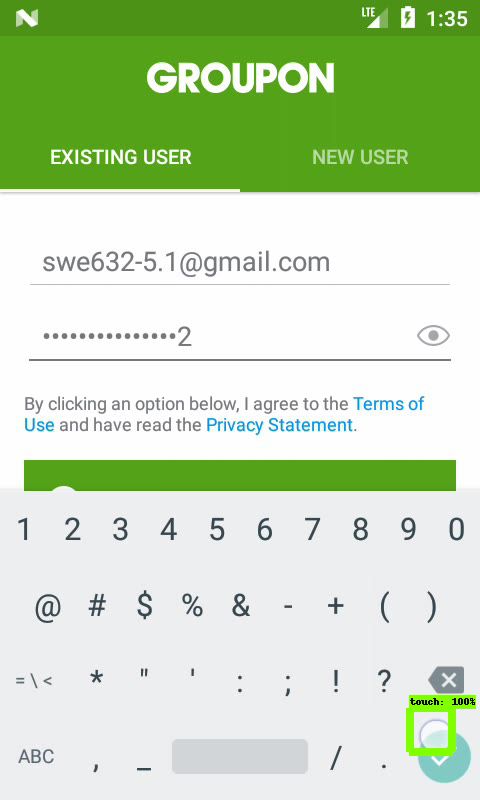 LTE 1:35
GROUPON
EXISTING USER NEW USER
swe632-5.1@gmail.com
•••••••••••••••2
By clicking an option below, I agree to the Terms of
Use and have read the Privacy Statement.
1 2 3 4 5 6 7 8 9 0
@ # $ % & - + ( )
= \ < * " ' : ; ! ?
touch: 100%
ABC , _ / .